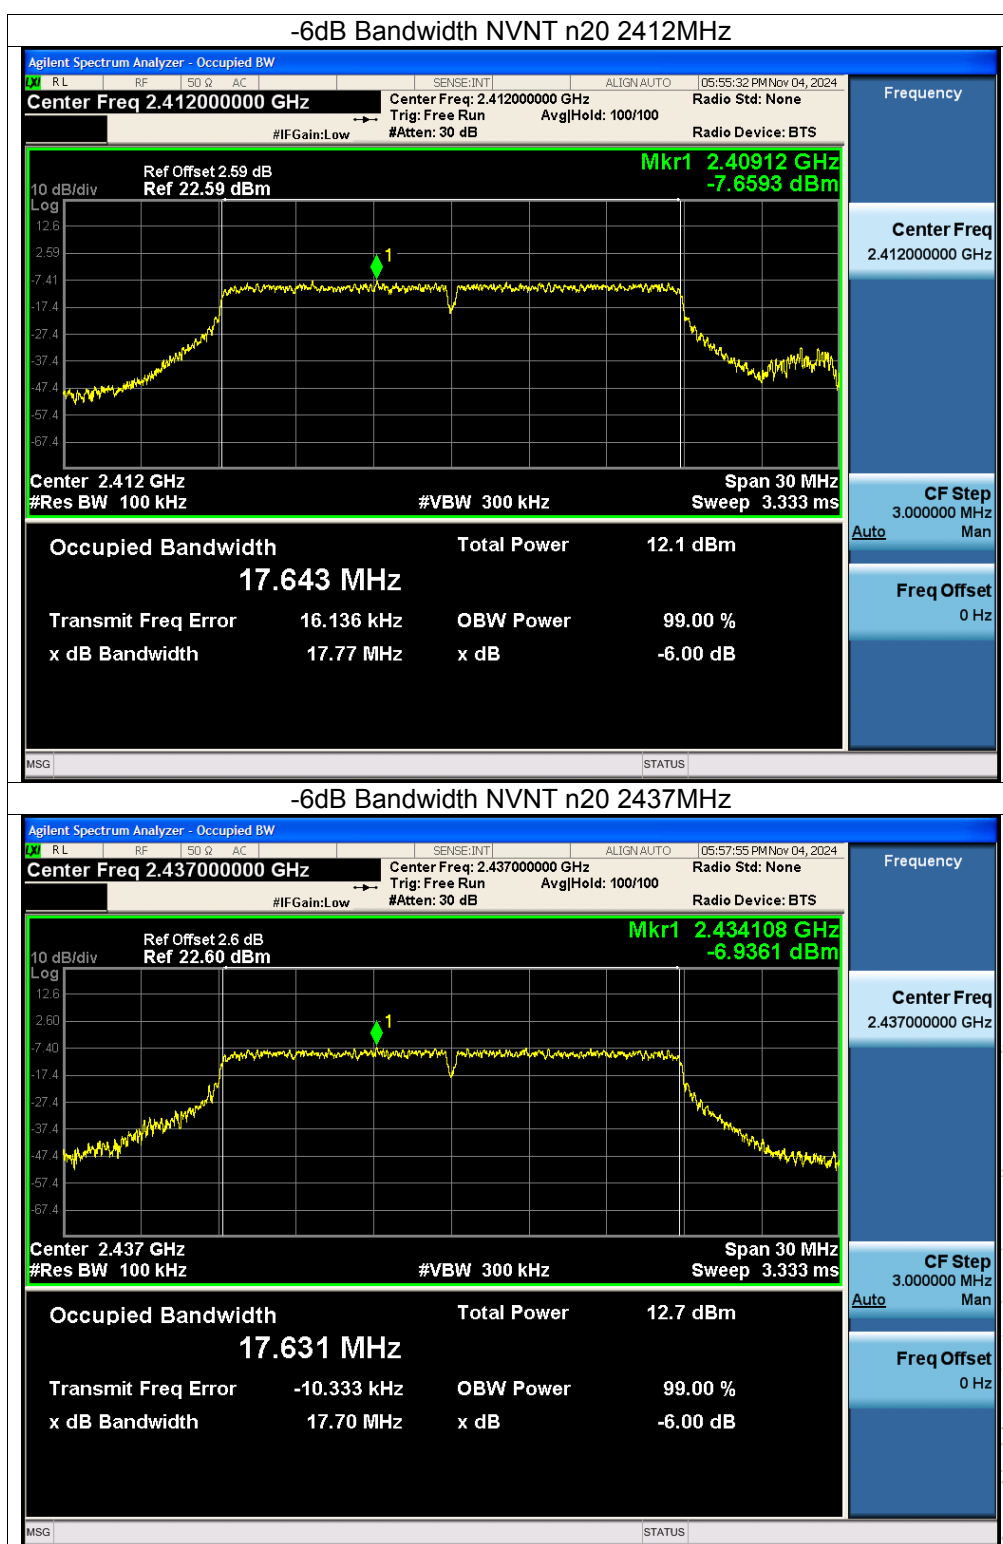 -6dB Bandwidth NVNT n20 2412MHz
Agilent Spectrum Analyzer - Occupied BW
LXI RL RF 50 Ω AC SENSE:INT ALIGN AUTO 05:55:32 PM Nov 04, 2024
Center Freq 2.412000000 GHz Center Freq: 2.412000000 GHz Radio Std: None Frequency
Trig: Free Run Avg|Hold: 100/100
#IFGain:Low #Atten: 30 dB Radio Device: BTS
Ref Offset 2.59 dB Mkr1 2.40912 GHz
10 dB/div Ref 22.59 dBm -7.6593 dBm
Log
12.6
2.59
-7.41
-17.4
-27.4
-37.4
-47.4
-57.4
-67.4
1
Center Freq
2.412000000 GHz
Center 2.412 GHz Span 30 MHz
#Res BW 100 kHz #VBW 300 kHz Sweep 3.333 ms
CF Step
3.000000 MHz
Auto Man
Occupied Bandwidth Total Power 12.1 dBm
17.643 MHz
Transmit Freq Error 16.136 kHz OBW Power 99.00 %
x dB Bandwidth 17.77 MHz x dB -6.00 dB
Freq Offset
0 Hz
MSG STATUS
-6dB Bandwidth NVNT n20 2437MHz
Agilent Spectrum Analyzer - Occupied BW
LXI RL RF 50 Ω AC SENSE:INT ALIGN AUTO 05:57:55 PM Nov 04, 2024
Center Freq 2.437000000 GHz Center Freq: 2.437000000 GHz Radio Std: None Frequency
Trig: Free Run Avg|Hold: 100/100
#IFGain:Low #Atten: 30 dB Radio Device: BTS
Ref Offset 2.6 dB Mkr1 2.434108 GHz
10 dB/div Ref 22.60 dBm -6.9361 dBm
Log
12.6
2.60
-7.40
-17.4
-27.4
-37.4
-47.4
-57.4
-67.4
1
Center Freq
2.437000000 GHz
Center 2.437 GHz Span 30 MHz
#Res BW 100 kHz #VBW 300 kHz Sweep 3.333 ms
CF Step
3.000000 MHz
Auto Man
Occupied Bandwidth Total Power 12.7 dBm
17.631 MHz
Transmit Freq Error -10.333 kHz OBW Power 99.00 %
x dB Bandwidth 17.70 MHz x dB -6.00 dB
Freq Offset
0 Hz
MSG STATUS